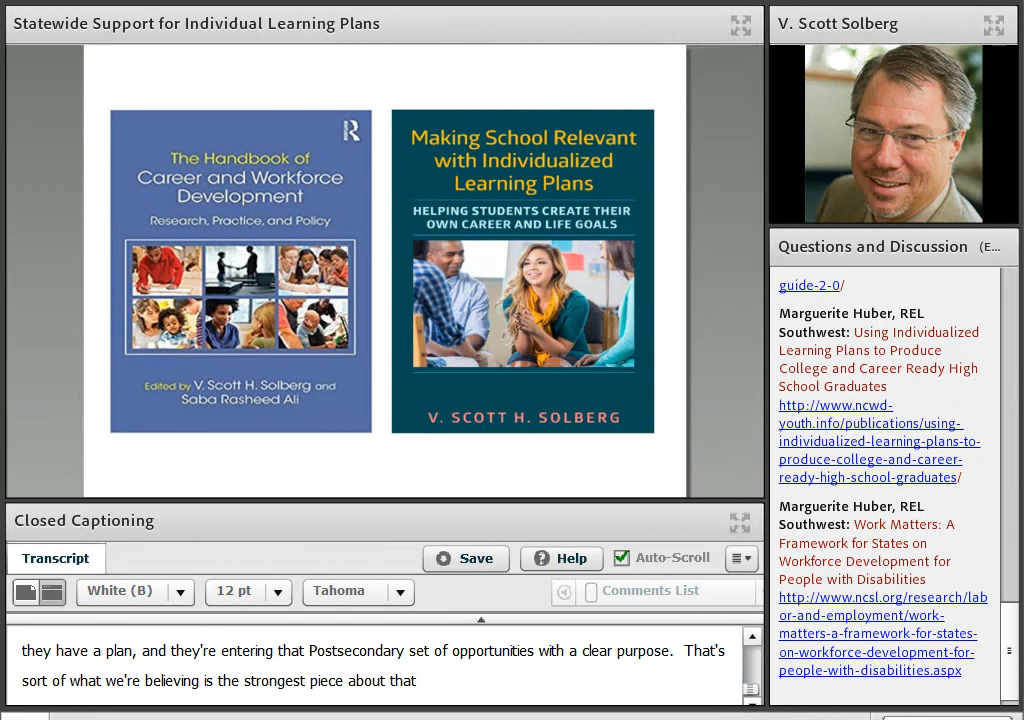 Statewide Support for Individual Learning Plans
The Handbook of
Career and Workforce
Development
Research, Practice, and Policy
Edited by V. Scott H. Solberg and
Saba Rasheed Ali
Making School Relevant
with Individualized
Learning Plans
HELPING STUDENTS CREATE THEIR
OWN CAREER AND LIFE GOALS
V. SCOTT H. SOLBERG
Closed Captioning
Transcript
Save
Help
Auto-Scroll
White (B)
12 pt
Tahoma
Comments List
they have a plan, and they're entering that Postsecondary set of opportunities with a clear purpose.  That's
sort of what we're believing is the strongest piece about that
V. Scott Solberg
Questions and Discussion (E...
guide-2-0/
Marguerite Huber, REL
Southwest: Using Individualized
Learning Plans to Produce
College and Career Ready High
School Graduates
http://www.ncwd-
youth.info/publications/using-
individualized-learning-plans-to-
produce-college-and-career-
ready-high-school-graduates/
Marguerite Huber, REL
Southwest: Work Matters: A
Framework for States on
Workforce Development for
People with Disabilities
http://www.ncsl.org/research/lab
or-and-employment/work-
matters-a-framework-for-states-
on-workforce-development-for-
people-with-disabilities.aspx